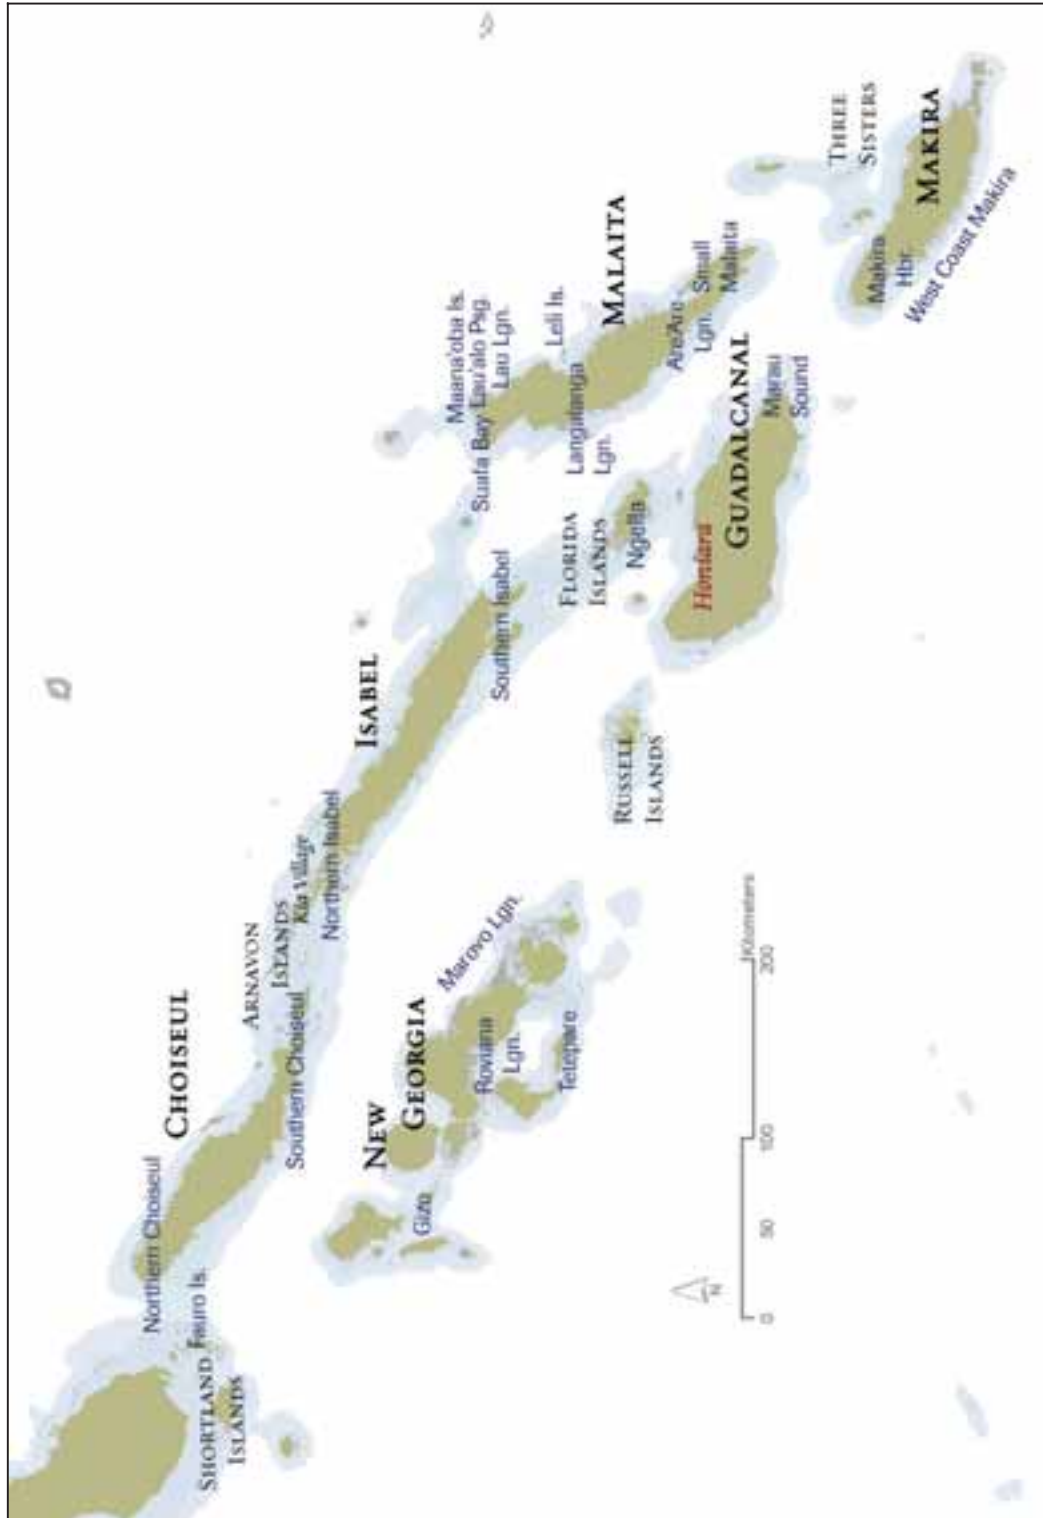 CHOISEUL
Northern Choiseul
Fauro Is.
SHORTLAND
ISLANDS
Southern Choiseul
ARNAVON
ISLANDS
Kia Village
Northern Isabel
ISABEL
Southern Isabel
NEW
GEORGIA
Gizo
Marovo Lgn.
Roviana
Lgn.
Tetepare
RUSSELL
ISLANDS
FLORIDA
ISLANDS
Ngella
Honiara
GUADALCANAL
Marau
Sound
Maana'oba Is.
Suafa Bay Lau'alo Psg.
Lau Lgn.
Leli Is.
Langalanga
Lgn.
MALAITA
Are'Are
Lgn.
Small
Malaita
THREE
SISTERS
MAKIRA
Makira
Hbr.
West Coast Makira
N
0 50 100 200
Kilometers